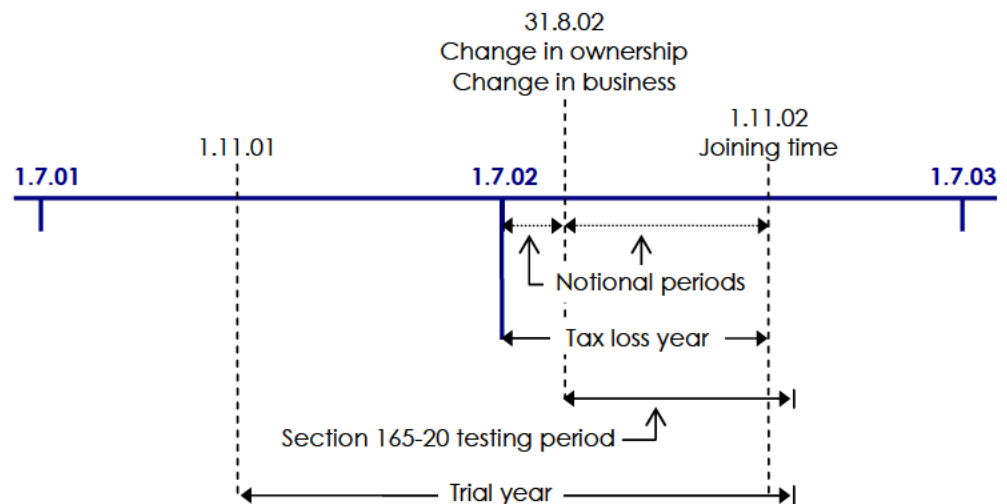 31.8.02
Change in ownership
Change in business
1.11.02
Joining time
1.11.01
1.7.01
1.7.02
1.7.03
Notional periods
Tax loss year
Section 165-20 testing period
Trial year